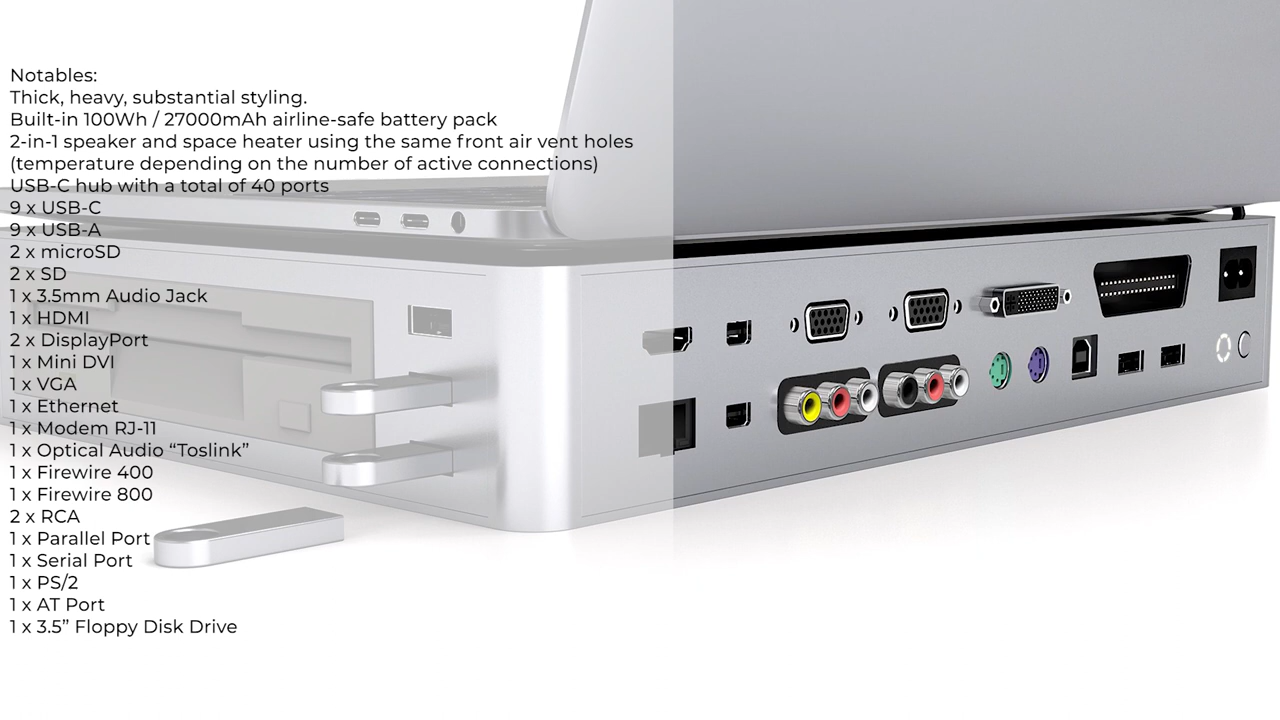 Notables:
Thick, heavy, substantial styling.
Built-in 100Wh / 27000mAh airline-safe battery pack
2-in-1 speaker and space heater using the same front air vent holes
(temperature depending on the number of active connections)
USB-C hub with a total of 40 ports
9 x USB-C
9 x USB-A
2 x microSD
2 x SD
1 x 3.5mm Audio Jack
1 x HDMI
2 x DisplayPort
1 x Mini DVI
1 x VGA
1 x Ethernet
1 x Modem RJ-11
1 x Optical Audio “Toslink”
1 x Firewire 400
1 x Firewire 800
2 x RCA
1 x Parallel Port
1 x Serial Port
1 x PS/2
1 x AT Port
1 x 3.5” Floppy Disk Drive